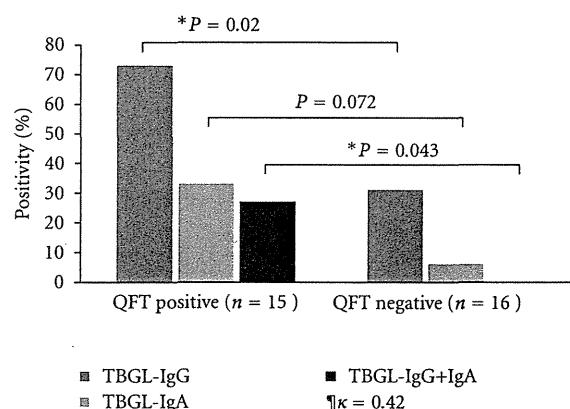 *P = 0.02
80
70
60
50
40
30
20
10
0
Positivity (%)
P = 0.072
*P = 0.043
QFT positive (n = 15)
QFT negative (n = 16)
TBGL-IgG
TBGL-IgA
TBGL-IgG+IgA
¶κ = 0.42